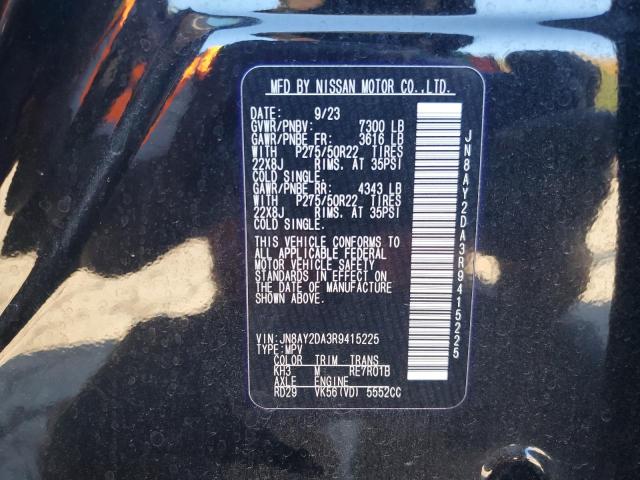 MFD BY NISSAN MOTOR CO.,LTD.
DATE: 9/23
GVWR/PNBV: 7300 LB
GAWR/PNBE FR: 3616 LB
WITH P275/50R22 TIRES
22X8J RIMS. AT 35PSI
COLD SINGLE.
GAWR/PNBE RR: 4343 LB
WITH P275/50R22 TIRES
22X8J RIMS. AT 35PSI
COLD SINGLE.
THIS VEHICLE CONFORMS TO
ALL APPLICABLE FEDERAL
MOTOR VEHICLE SAFETY
STANDARDS IN EFFECT ON
THE DATE OF MANUFACTURE
SHOWN ABOVE.
VIN:JN8AY2DA3R9415225
TYPE:MPV
COLOR TRIM TRANS
KH3 M RE7R01B
AXLE ENGINE
RD29 VK56(VD) 5552CC
JN8AY2DA3R9415225